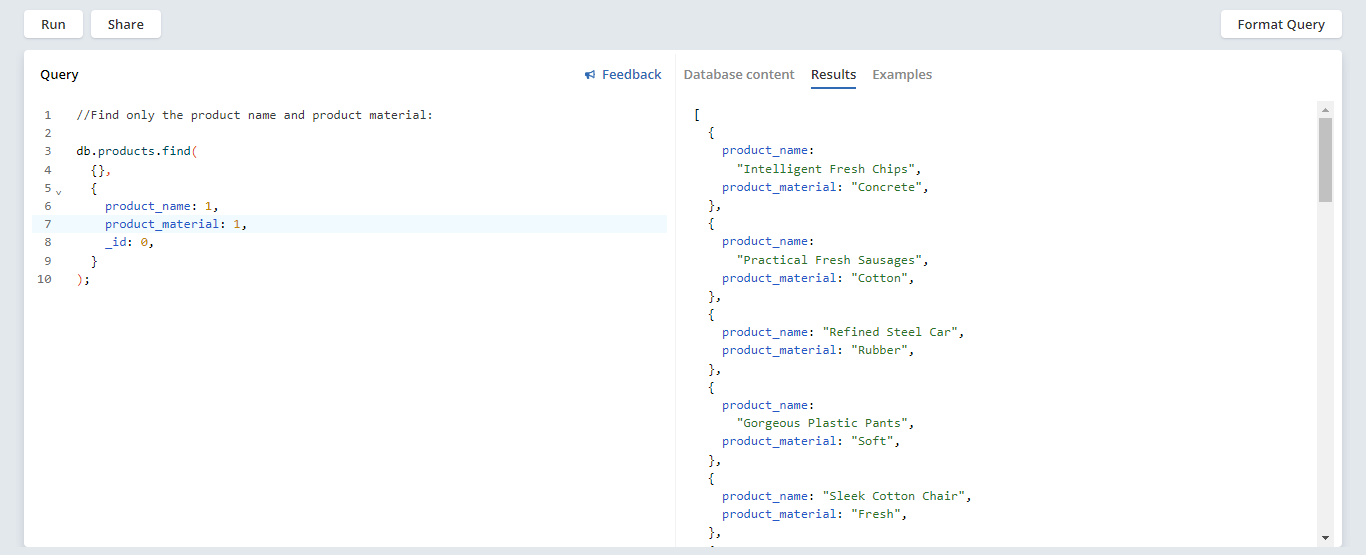 Run
Share
Format Query
Query
Feedback
Database content
Results
Examples
1 //Find only the product name and product material:
2
3 db.products.find(
4 {},
5 {
6 product_name: 1,
7 product_material: 1,
8 _id: 0,
9 }
10 );
[
{
product_name:
"Intelligent Fresh Chips",
product_material: "Concrete",
},
{
product_name:
"Practical Fresh Sausages",
product_material: "Cotton",
},
{
product_name: "Refined Steel Car",
product_material: "Rubber",
},
{
product_name:
"Gorgeous Plastic Pants",
product_material: "Soft",
},
{
product_name: "Sleek Cotton Chair",
product_material: "Fresh",
},